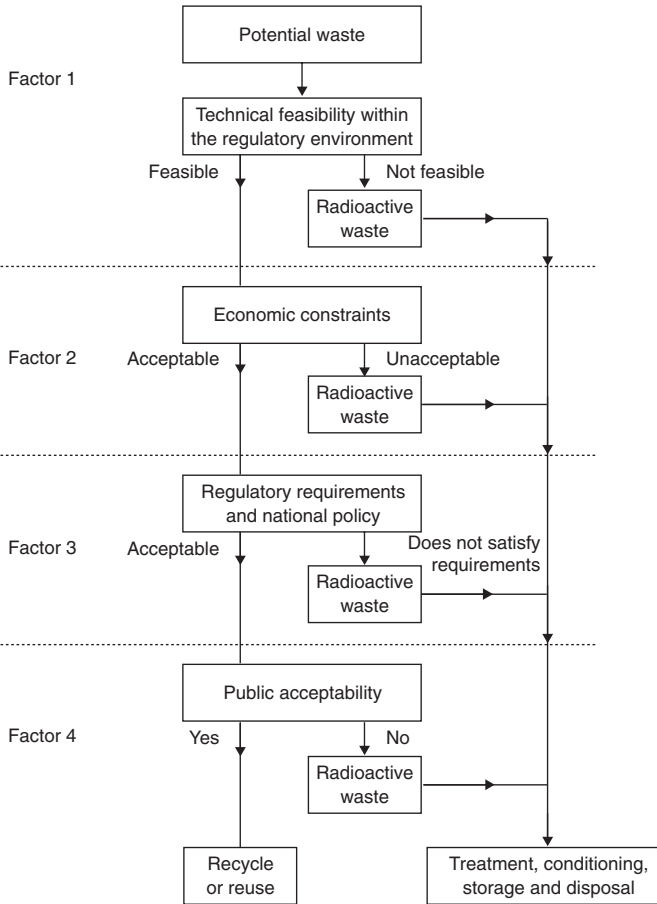 Potential waste
Factor 1
Technical feasibility within
the regulatory environment
Feasible
Not feasible
Radioactive
waste
Economic constraints
Factor 2
Acceptable
Unacceptable
Radioactive
waste
Regulatory requirements
and national policy
Factor 3
Acceptable
Does not satisfy
requirements
Radioactive
waste
Public acceptability
Factor 4
Yes
No
Radioactive
waste
Recycle
or reuse
Treatment, conditioning,
storage and disposal